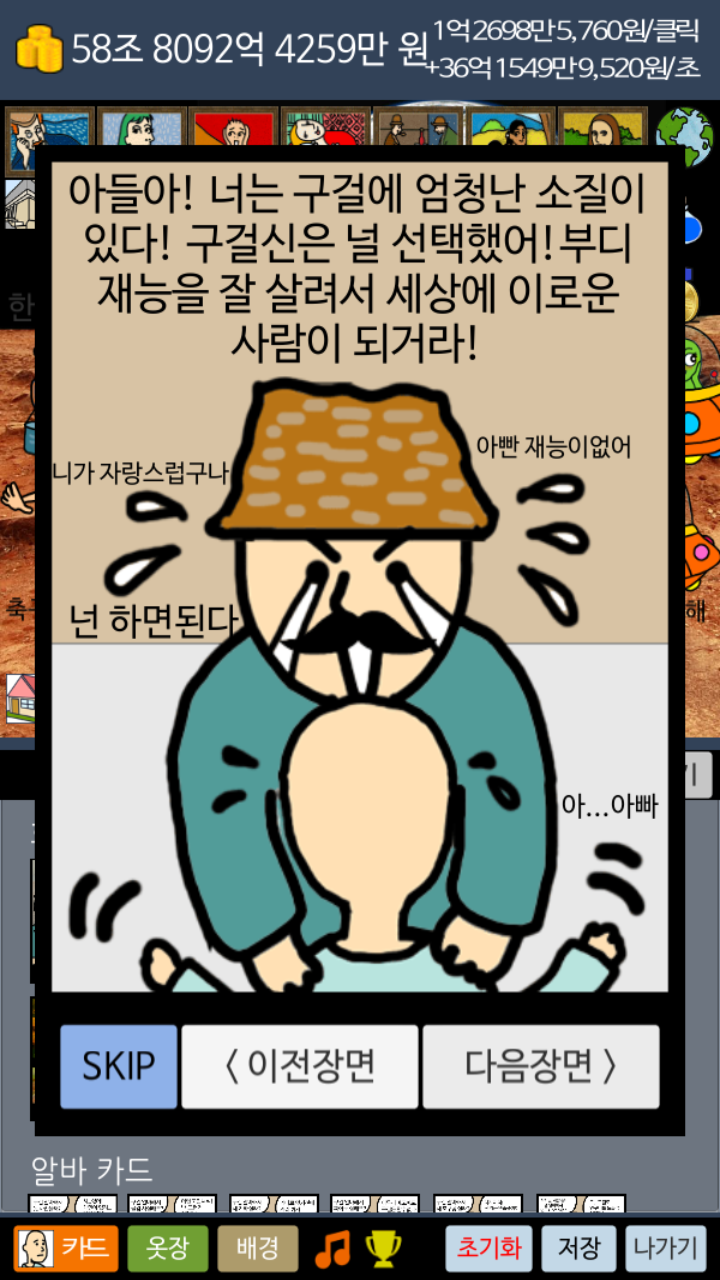 58조 8092억 4259만 원
1억 2698만 5,760원/클릭
+36억 1549만 9,520원/초
아들아! 너는 구걸에 엄청난 소질이
있다! 구걸신은 널 선택했어! 부디
재능을 잘 살려서 세상에 이로운
사람이 되거라!
한
아빤 재능이없어
니가 자랑스럽구나
넌 하면된다
해
기
아...아빠
SKIP
< 이전장면
다음장면 >
알바 카드
카드
옷장
배경
초기화
저장
나가기